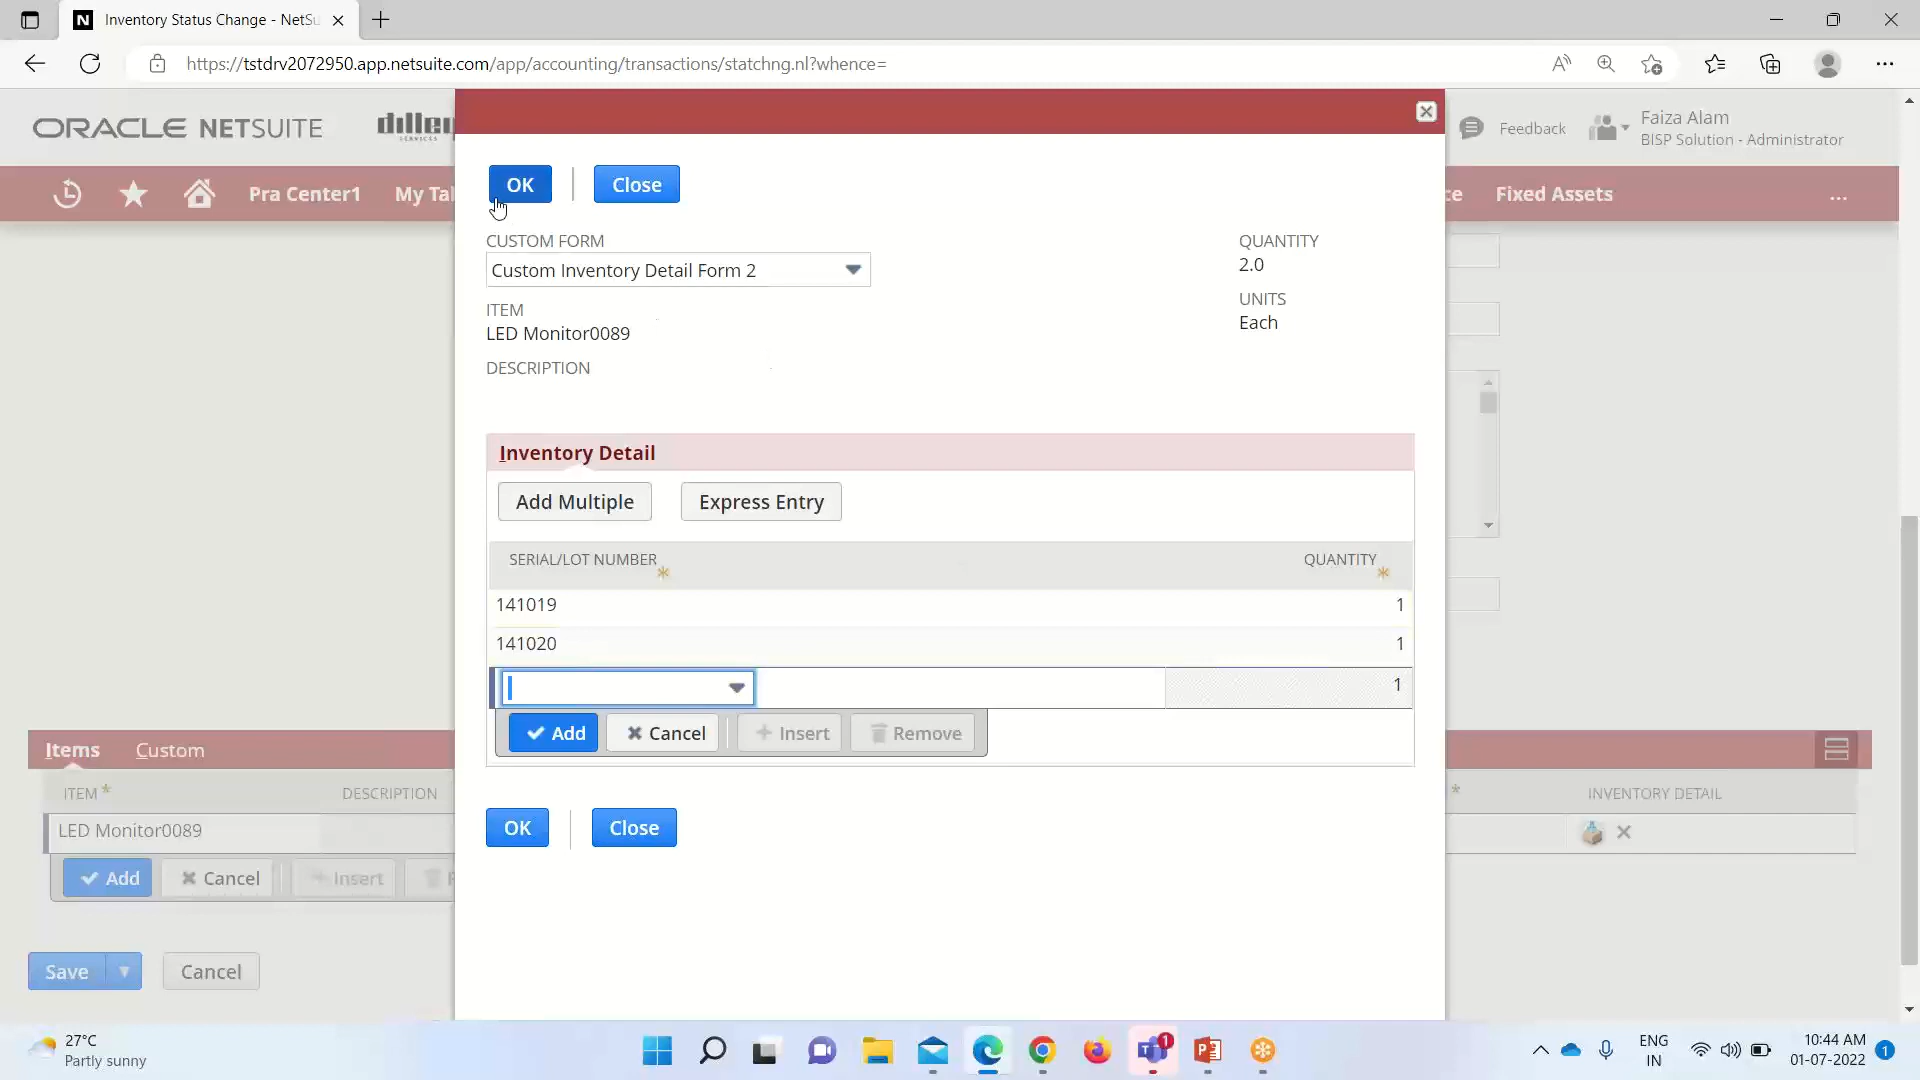 Inventory Status Change - NetSu
https://tstdrv2072950.app.netsuite.com/app/accounting/transactions/statchng.nl?whence=
ORACLE NETSUITE
SERVICES
Feedback
Faiza Alam
BISP Solution - Administrator
Pra Center1
My Ta
ce
Fixed Assets
OK
Close
CUSTOM FORM
Custom Inventory Detail Form 2
QUANTITY
2.0
ITEM
LED Monitor0089
UNITS
Each
DESCRIPTION
Inventory Detail
Add Multiple
Express Entry
SERIAL/LOT NUMBER *
QUANTITY *
141019
1
141020
1
1
Add
Cancel
Insert
Remove
OK
Close
Items
Custom
ITEM *
DESCRIPTION
*
INVENTORY DETAIL
LED Monitor0089
Add
Cancel
Insert
Save
Cancel
27°C
Partly sunny
1
ENG
IN
10:44 AM
01-07-2022
1